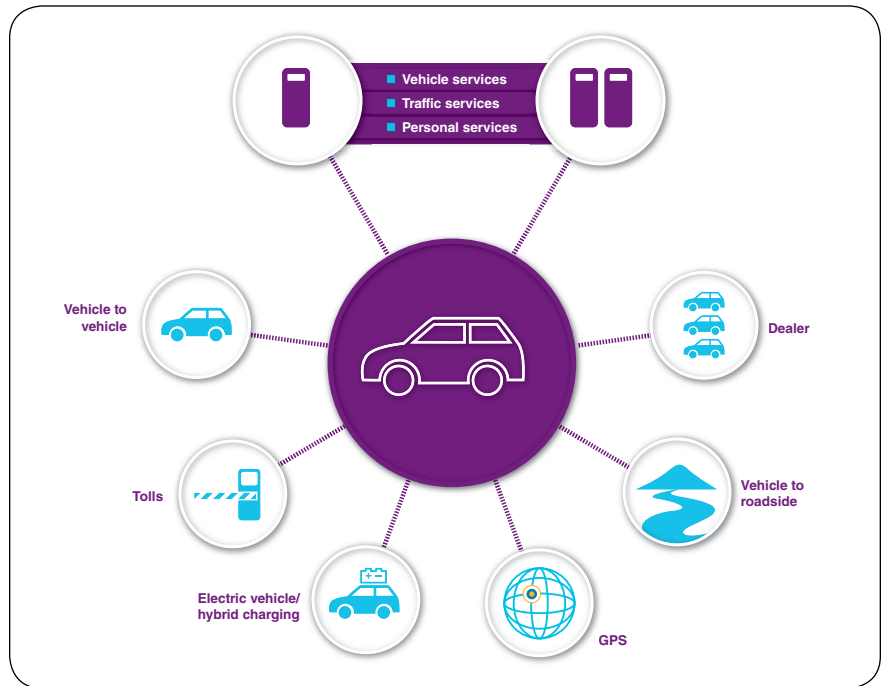 Vehicle services
Traffic services
Personal services
Vehicle to
vehicle
Dealer
Tolls
Vehicle to
roadside
Electric vehicle/
hybrid charging
GPS